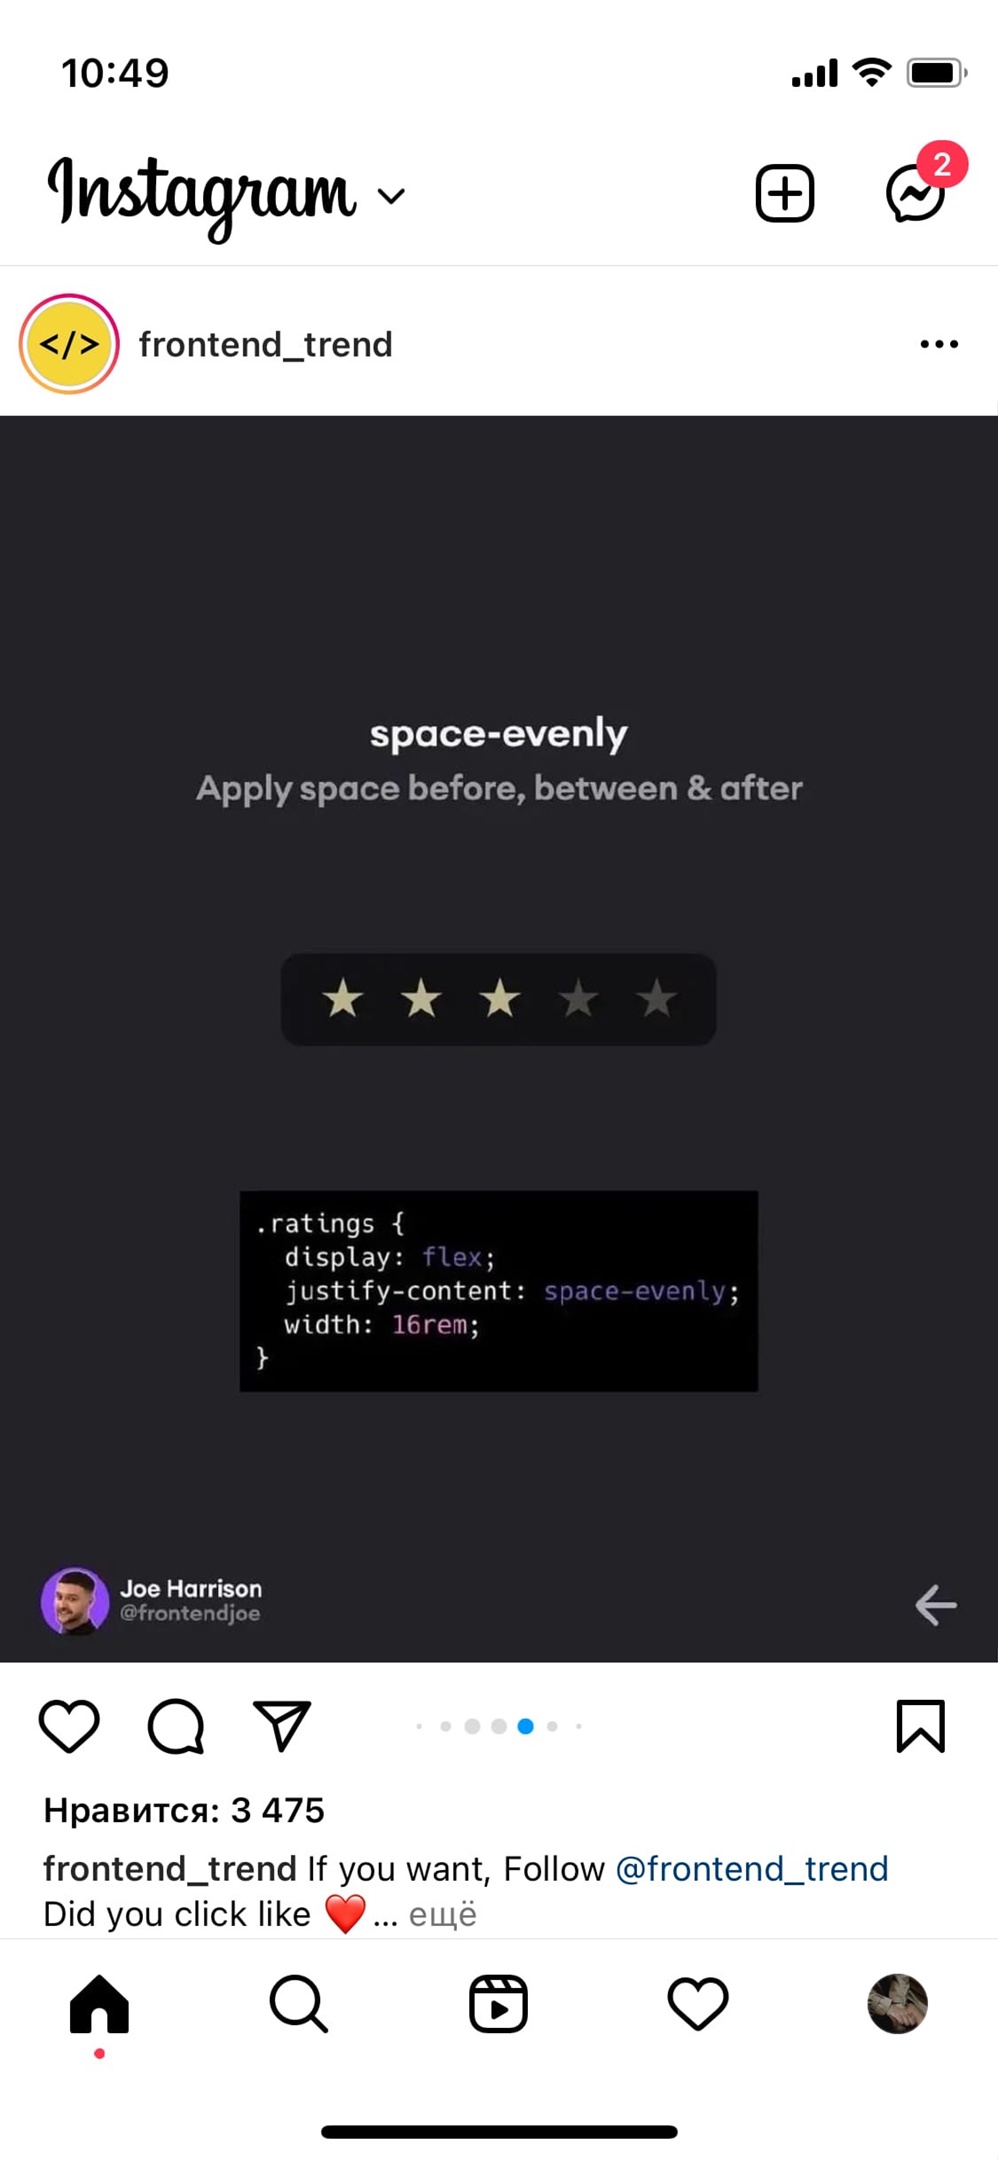 10:49
Instagram
2
</>
frontend_trend
space-evenly
Apply space before, between & after
.ratings {
display: flex;
justify-content: space-evenly;
width: 16rem;
}
Joe Harrison
@frontendjoe
Нравится: 3 475
frontend_trend If you want, Follow @frontend_trend
Did you click like ❤️... ещё